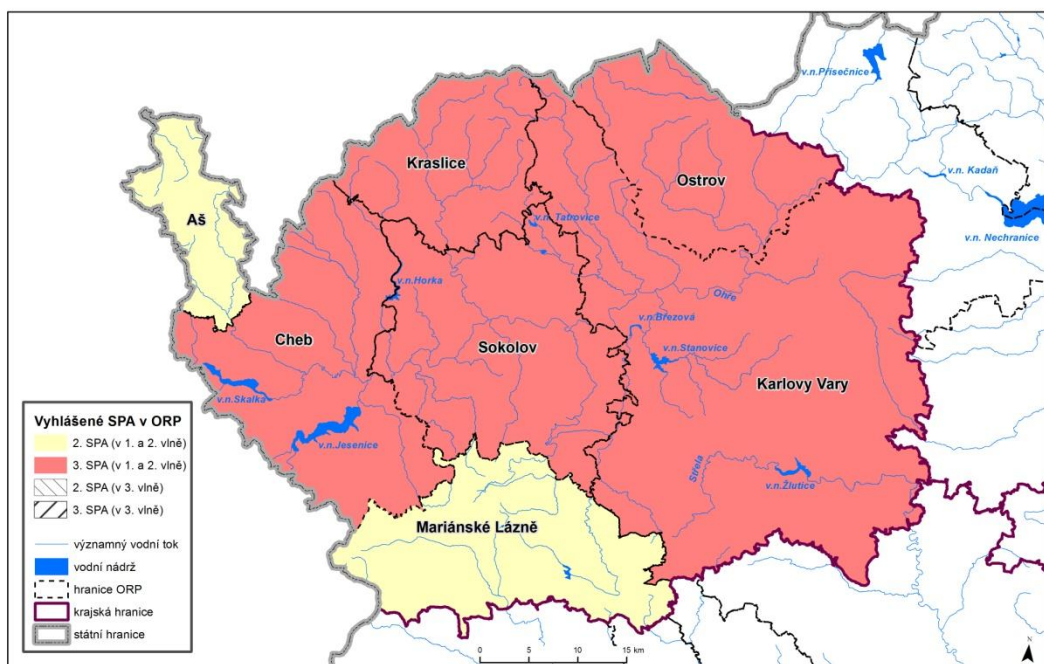 v.n.Přísečnice
Kraslice
Ostrov
v.n. Kadaň
Aš
v.n. Tatrovice
v.n. Nechranice
v.n.Horka
Ohře
v.n.Březová
Cheb
Sokolov
v.n.Stanovice
v.n.Skalka
Karlovy Vary
v.n.Jesenice
Střela
v.n.Žlutice
Mariánské Lázně
Vyhlášené SPA v ORP
2. SPA (v 1. a 2. vlně)
3. SPA (v 1. a 2. vlně)
2. SPA (v 3. vlně)
3. SPA (v 3. vlně)
významný vodní tok
vodní nádrž
hranice ORP
krajská hranice
státní hranice
0 5 10 15 km
N